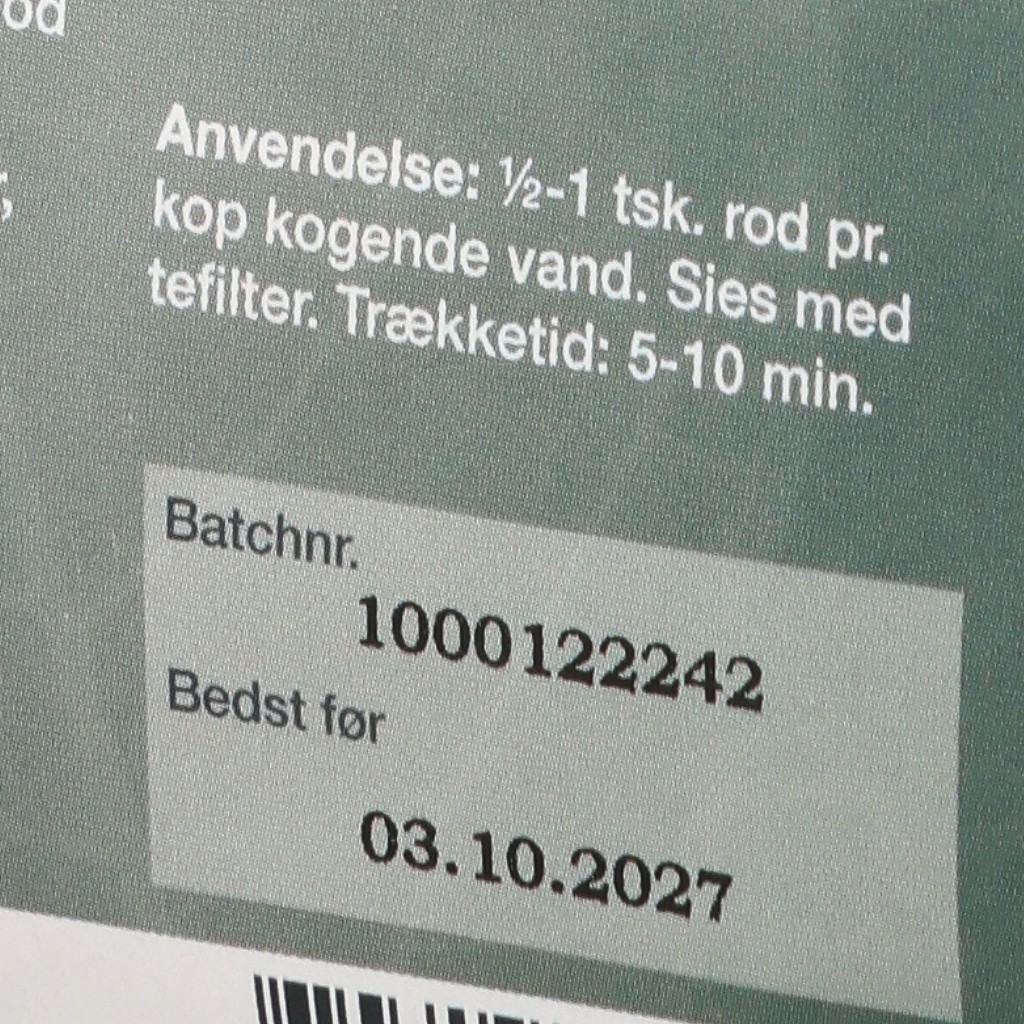 Anvendelse: ½-1 tsk. rod pr.
kop kogende vand. Sies med
tefilter. Trækketid: 5-10 min.
Batchnr.
1000122242
Bedst før
03.10.2027